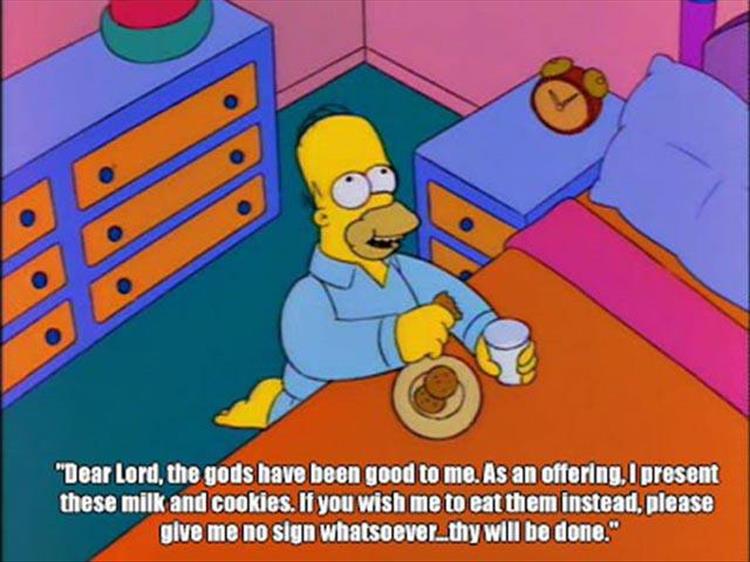 "Dear Lord, the gods have been good to me. As an offering, I present
these milk and cookies. If you wish me to eat them instead, please
give me no sign whatsoever...thy will be done."